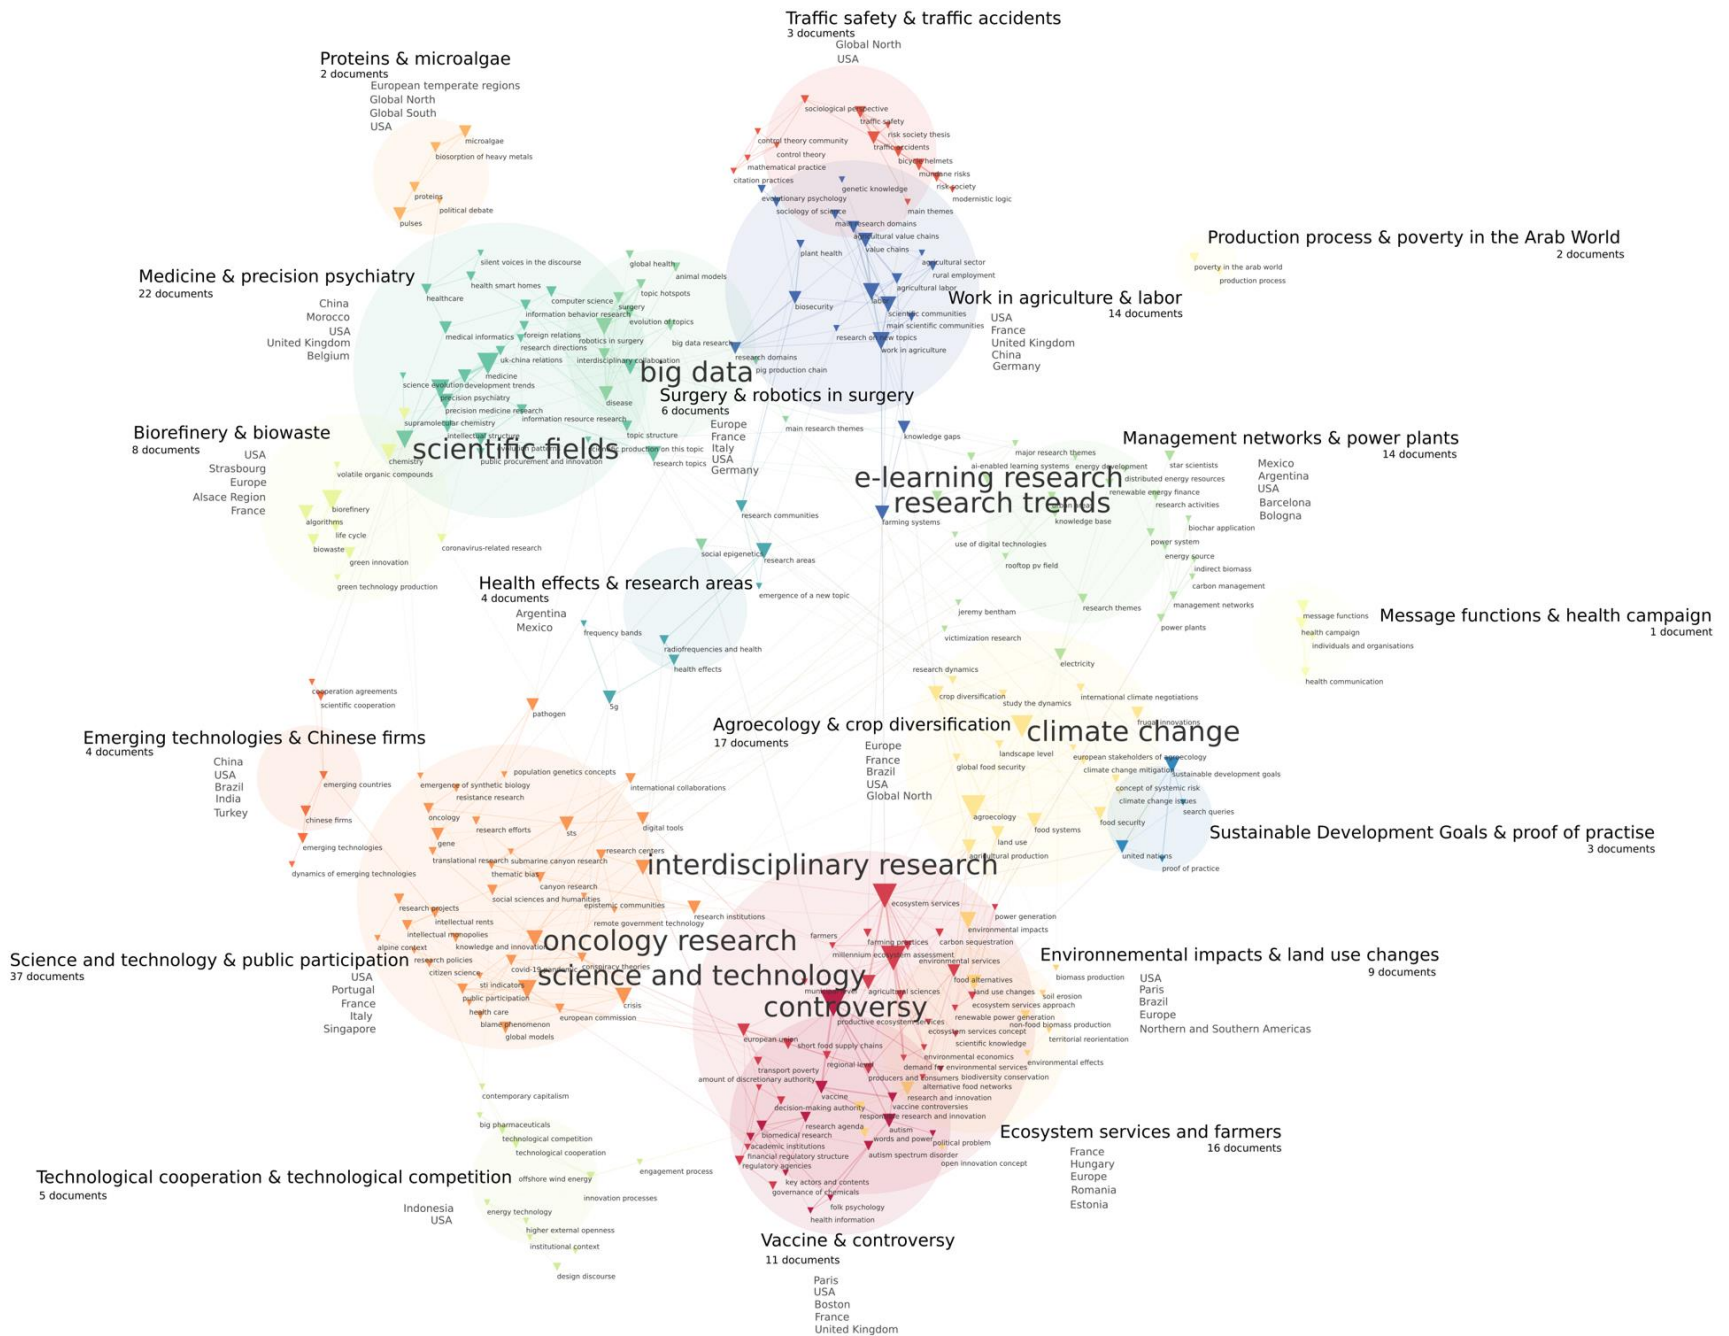 Traffic safety & traffic accidents
3 documents
Global North
USA
sociological perspective
traffic safety
risk society thesis
control theory community
traffic accidents
control theory
bicycle helmets
mathematical practice
mundane risks
citation practices
risk society
modernistic logic
main themes
Proteins & microalgae
2 documents
European temperate regions
Global North
Global South
USA
microalgae
biosorption of heavy metals
proteins
political debate
pulses
genetic knowledge
evolutionary psychology
sociology of science
main research domains
agricultural value chains
value chains
plant health
agricultural sector
rural employment
agricultural labor
labor
biosecurity
scientific communities
main scientific communities
research on new topics
work in agriculture
research domains
pig production chain
Work in agriculture & labor
14 documents
USA
France
United Kingdom
China
Germany
Production process & poverty in the Arab World
2 documents
poverty in the arab world
production process
Medicine & precision psychiatry
22 documents
China
Morocco
USA
United Kingdom
Belgium
silent voices in the discourse
health smart homes
healthcare
computer science
information behavior research
medical informatics
foreign relations
research directions
uk-china relations
medicine
science evolution
development trends
precision psychiatry
precision medicine research
supramolecular chemistry
information resource research
intellectual structure
evolution patterns
scientific production on this topic
public procurement and innovation
topic structure
research topics
scientific fields
global health
animal models
topic hotspots
surgery
evolution of topics
robotics in surgery
big data research
interdisciplinary collaboration
disease
big data
Surgery & robotics in surgery
6 documents
Europe
France
Italy
USA
Germany
main research themes
knowledge gaps
Biorefinery & biowaste
8 documents
USA
Strasbourg
Europe
Alsace Region
France
chemistry
volatile organic compounds
biorefinery
algorithms
life cycle
biowaste
green innovation
coronavirus-related research
green technology production
Management networks & power plants
14 documents
Mexico
Argentina
USA
Barcelona
Bologna
major research themes
ai-enabled learning systems
energy development
star scientists
distributed energy resources
e-learning research
renewable energy finance
research trends
research activities
knowledge base
farming systems
biochar application
use of digital technologies
power system
energy source
rooftop pv field
indirect biomass
carbon management
research themes
management networks
jeremy bentham
power plants
victimization research
electricity
research communities
social epigenetics
research areas
emergence of a new topic
Health effects & research areas
4 documents
Argentina
Mexico
frequency bands
radiofrequencies and health
health effects
5g
Message functions & health campaign
1 document
message functions
health campaign
individuals and organisations
health communication
cooperation agreements
scientific cooperation
Emerging technologies & Chinese firms
4 documents
China
USA
Brazil
India
Turkey
emerging countries
chinese firms
emerging technologies
dynamics of emerging technologies
research dynamics
crop diversification
international climate negotiations
study the dynamics
frugal innovations
Agroecology & crop diversification
17 documents
Europe
France
Brazil
USA
Global North
climate change
landscape level
european stakeholders of agroecology
global food security
climate change mitigation
sustainable development goals
concept of systemic risk
climate change issues
search queries
agroecology
food systems
food security
land use
agricultural production
united nations
proof of practice
Sustainable Development Goals & proof of practise
3 documents
pathogen
population genetics concepts
emergence of synthetic biology
international collaborations
resistance research
oncology
research efforts
sts
digital tools
gene
research centers
translational research
submarine canyon research
thematic bias
canyon research
social sciences and humanities
interdisciplinary research
research projects
epistemic communities
research institutions
intellectual rents
remote government technology
intellectual monopolies
alpine context
knowledge and innovation
oncology research
research policies
citizen science
covid-19 pandemic
conspiracy theories
science and technology
sti indicators
public participation
crisis
health care
european commission
blame phenomenon
global models
Science and technology & public participation
37 documents
USA
Portugal
France
Italy
Singapore
ecosystem services
power generation
environmental impacts
farmers
farming practices
carbon sequestration
millennium ecosystem assessment
environmental services
food alternatives
biomass production
agricultural sciences
land use changes
soil erosion
controversy
ecosystem services approach
renewable power generation
non-food biomass production
productive ecosystem services
ecosystem services concept
territorial reorientation
european union
short food supply chains
scientific knowledge
environmental economics
environmental effects
transport poverty
regional level
demand for environmental services
amount of discretionary authority
producers and consumers
biodiversity conservation
alternative food networks
vaccine
research and innovation
decision-making authority
vaccine controversies
responsible research and innovation
research agenda
autism
biomedical research
words and power
political problem
academic institutions
financial regulatory structure
autism spectrum disorder
open innovation concept
regulatory agencies
key actors and contents
governance of chemicals
folk psychology
health information
Environnemental impacts & land use changes
9 documents
USA
Paris
Brazil
Europe
Northern and Southern Americas
Ecosystem services and farmers
16 documents
France
Hungary
Europe
Romania
Estonia
Vaccine & controversy
11 documents
Paris
USA
Boston
France
United Kingdom
contemporary capitalism
big pharmaceuticals
technological competition
technological cooperation
Technological cooperation & technological competition
5 documents
Indonesia
USA
offshore wind energy
engagement process
innovation processes
energy technology
higher external openness
institutional context
design discourse